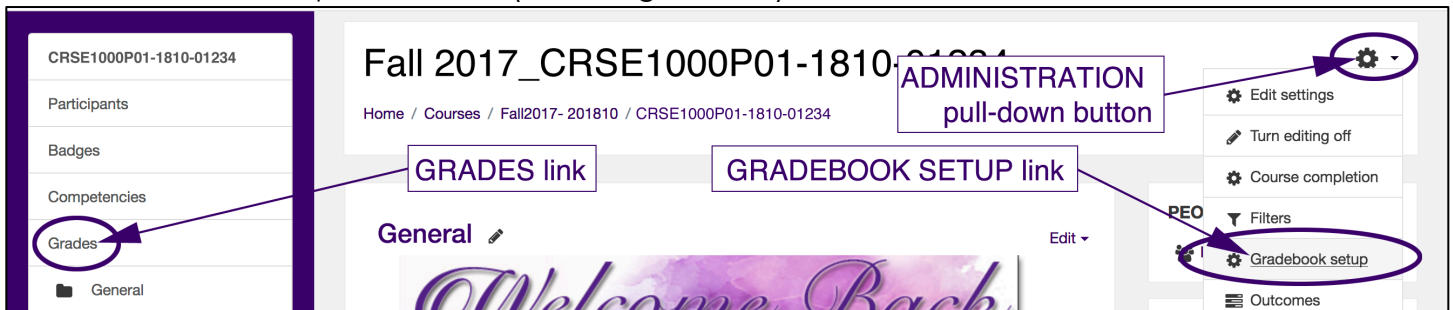 CRSE1000P01-1810-01234
Participants
Badges
Competencies
Grades
General
Fall 2017_CRSE1000P01-1810-01234
Home / Courses / Fall2017- 201810 / CRSE1000P01-1810-01234
ADMINISTRATION
pull-down button
GRADES link
GRADEBOOK SETUP link
General
Edit
Welcome Back
PEO
Edit settings
Turn editing off
Course completion
Filters
Gradebook setup
Outcomes